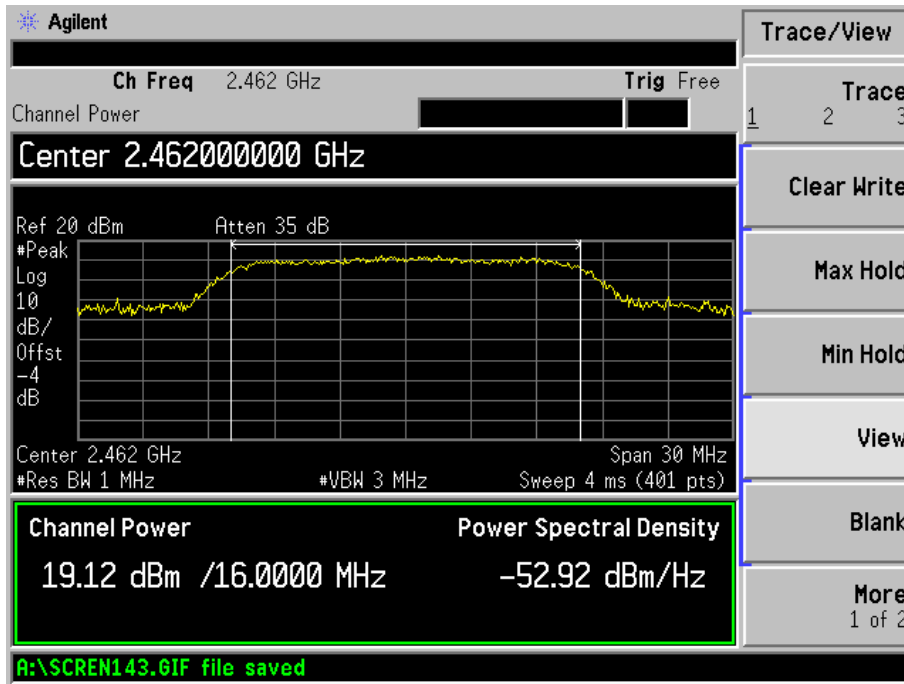 Agilent
Ch Freq 2.462 GHz Trig Free
Channel Power
Center 2.462000000 GHz
Ref 20 dBm Atten 35 dB
#Peak
Log
10
dB/
Offst
-4
dB
Center 2.462 GHz Span 30 MHz
#Res BW 1 MHz #VBW 3 MHz Sweep 4 ms (401 pts)
Channel Power Power Spectral Density
19.12 dBm /16.0000 MHz -52.92 dBm/Hz
A:\SCREN143.GIF file saved
Trace/View
Trace
1 2 3
Clear Write
Max Hold
Min Hold
View
Blank
More
1 of 2